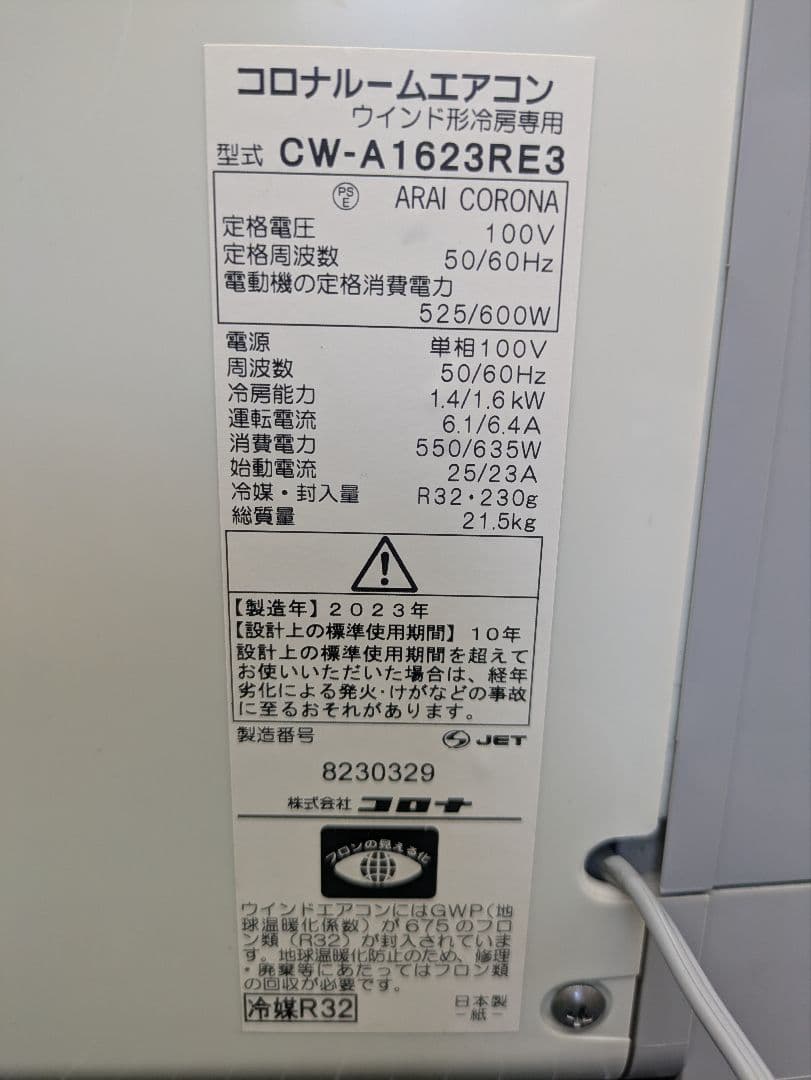 コロナルームエアコン
ウインド形冷房専用
型式 CW-A1623RE3
PS E ARAI CORONA
定格電圧 100V
定格周波数 50/60Hz
電動機の定格消費電力
525/600W
電源 単相100V
周波数 50/60Hz
冷房能力 1.4/1.6kW
運転電流 6.1/6.4A
消費電力 550/635W
始動電流 25/23A
冷媒・封入量 R32・230g
総質量 21.5kg
【製造年】2023年
【設計上の標準使用期間】10年
設計上の標準使用期間を超えて
お使いいただいた場合は、経年
劣化による発火・けがなどの事故
に至るおそれがあります。
製造番号 JET
8230329
株式会社 コロナ
フロンの見える化
ウインドエアコンにはGWP(地
球温暖化係数)が675のフロ
ン類(R32)が封入されていま
す。地球温暖化防止のため、修理
・廃棄等にあたってはフロン類
の回収が必要です。
冷媒R32 日本製
-紙-